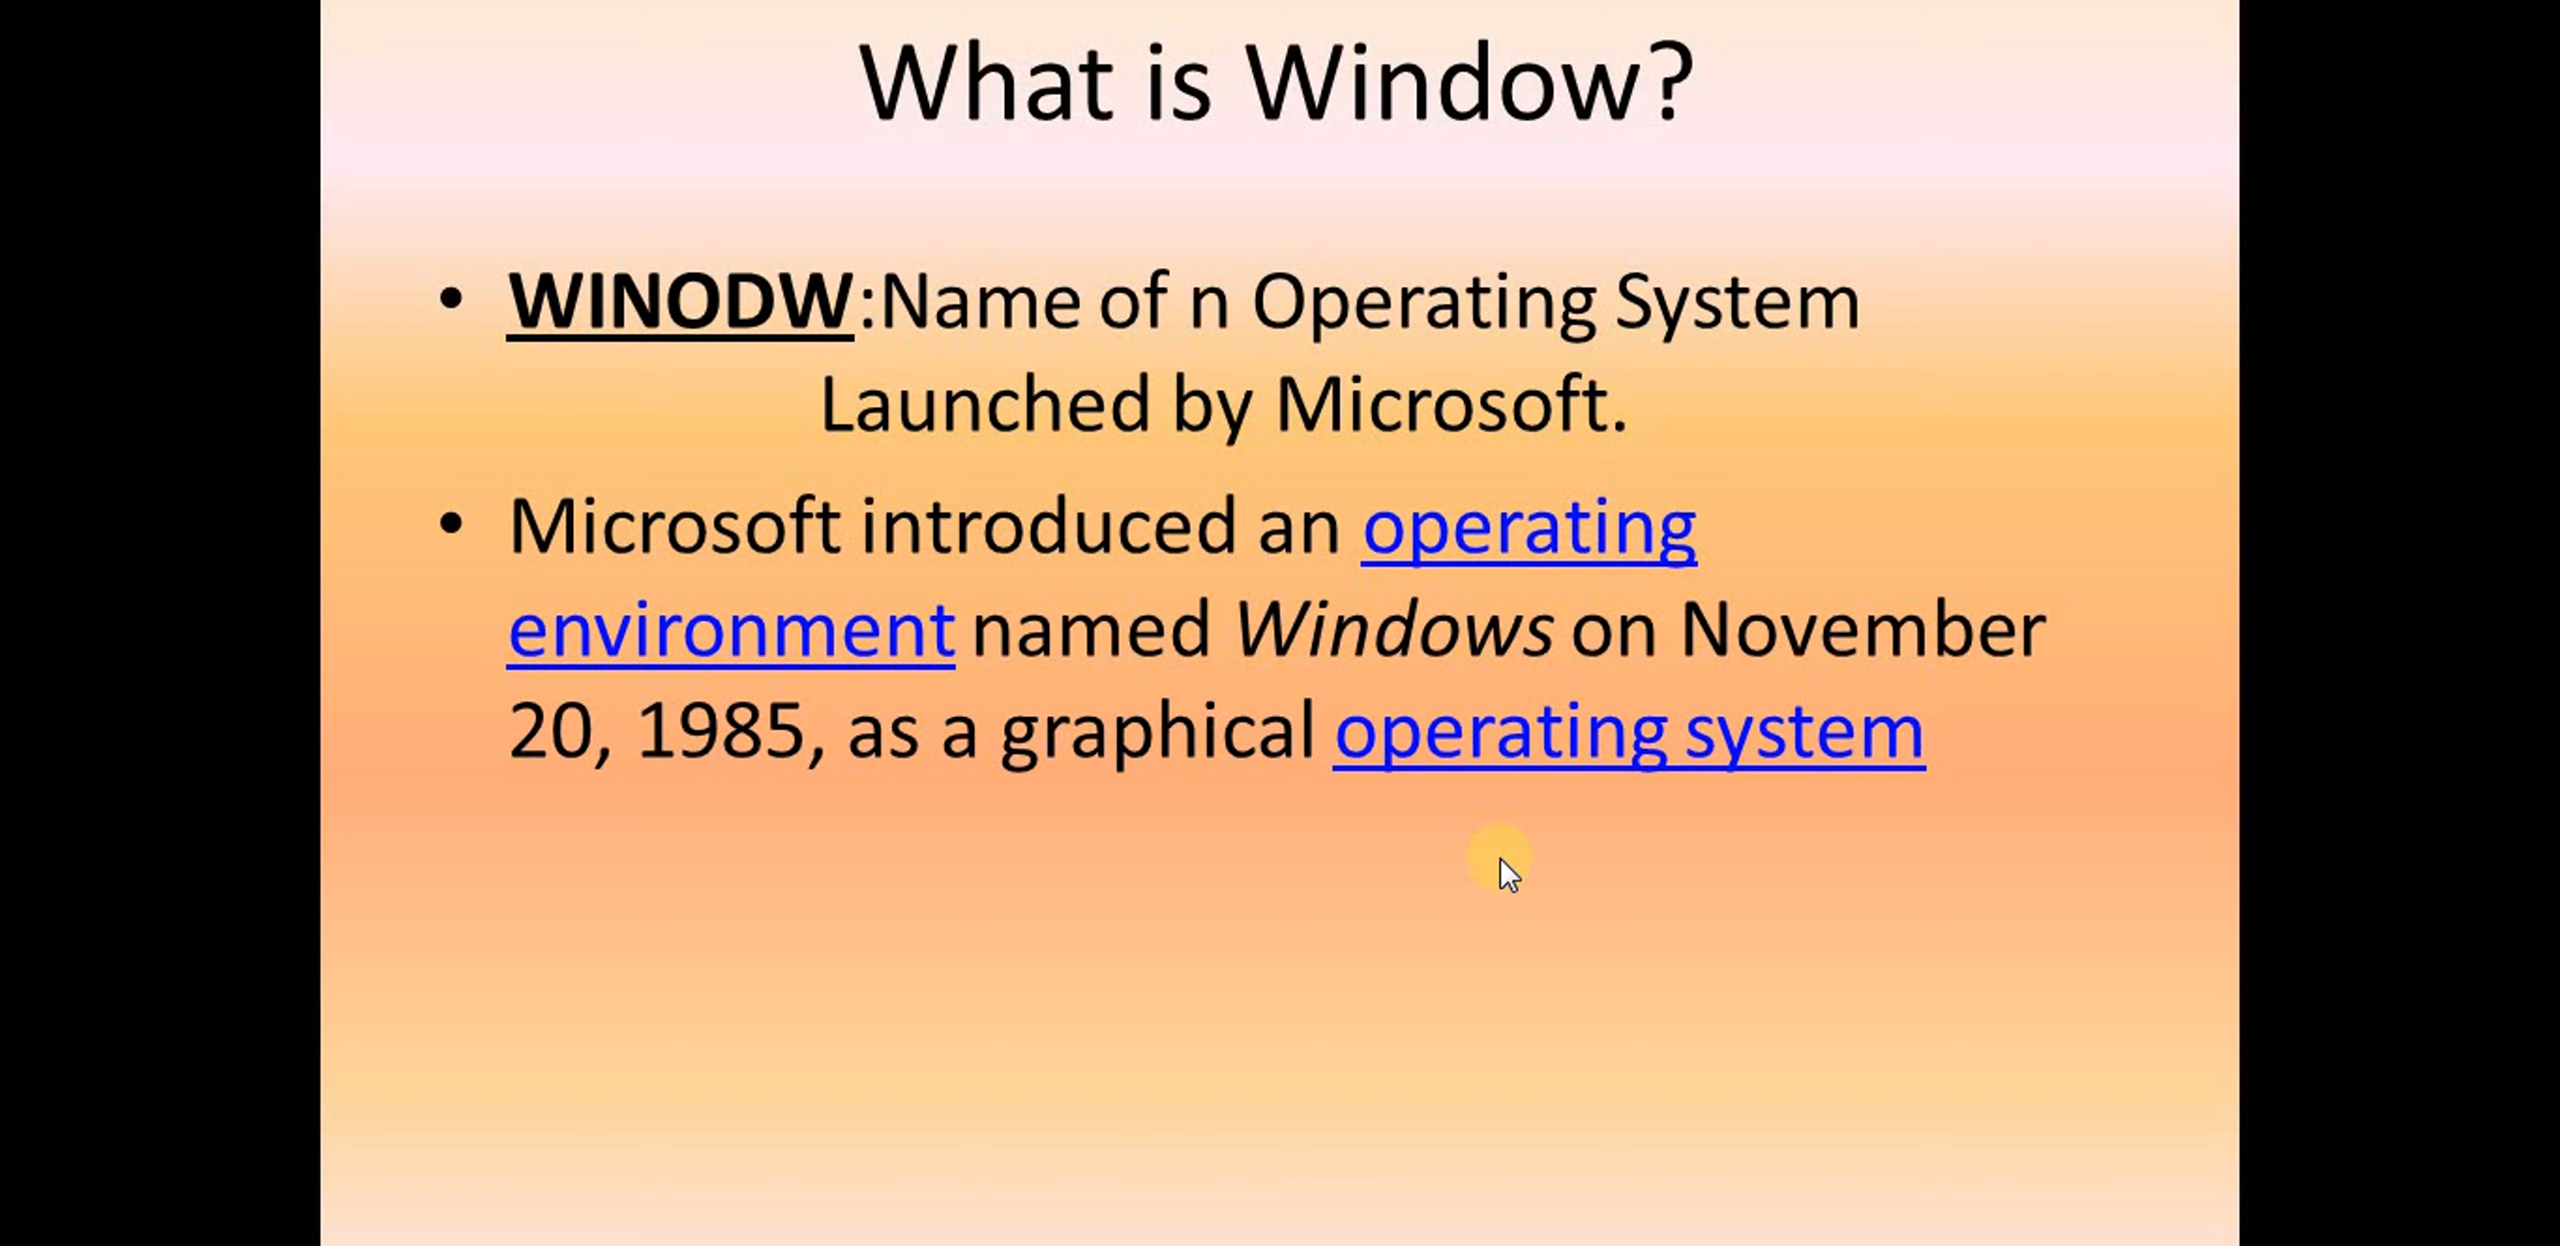 What is Window?
• WINODW:Name of n Operating System
Launched by Microsoft.
• Microsoft introduced an operating
environment named Windows on November
20, 1985, as a graphical operating system